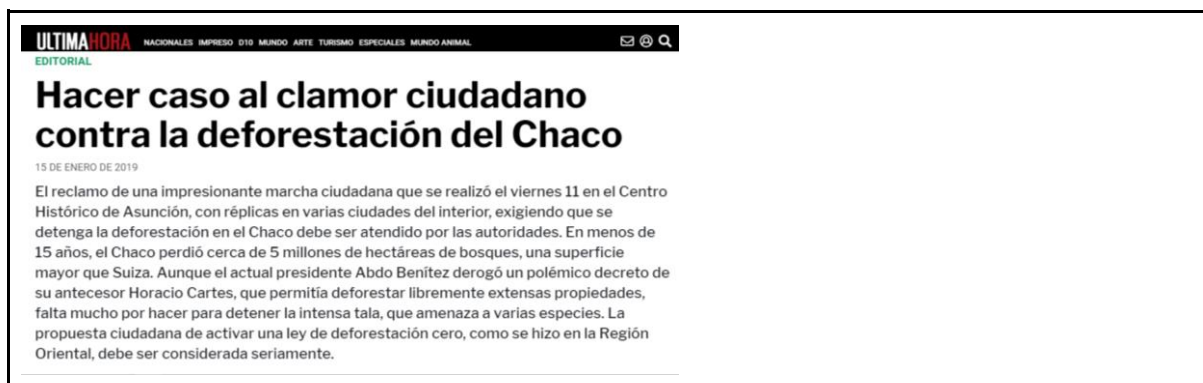 ULTIMAHORA NACIONALES IMPRESO D10 MUNDO ARTE TURISMO ESPECIALES MUNDO ANIMAL
EDITORIAL
Hacer caso al clamor ciudadano
contra la deforestación del Chaco
15 DE ENERO DE 2019
El reclamo de una impresionante marcha ciudadana que se realizó el viernes 11 en el Centro
Histórico de Asunción, con réplicas en varias ciudades del interior, exigiendo que se
detenga la deforestación en el Chaco debe ser atendido por las autoridades. En menos de
15 años, el Chaco perdió cerca de 5 millones de hectáreas de bosques, una superficie
mayor que Suiza. Aunque el actual presidente Abdo Benítez derogó un polémico decreto de
su antecesor Horacio Cartes, que permitía deforestar libremente extensas propiedades,
falta mucho por hacer para detener la intensa tala, que amenaza a varias especies. La
propuesta ciudadana de activar una ley de deforestación cero, como se hizo en la Región
Oriental, debe ser considerada seriamente.